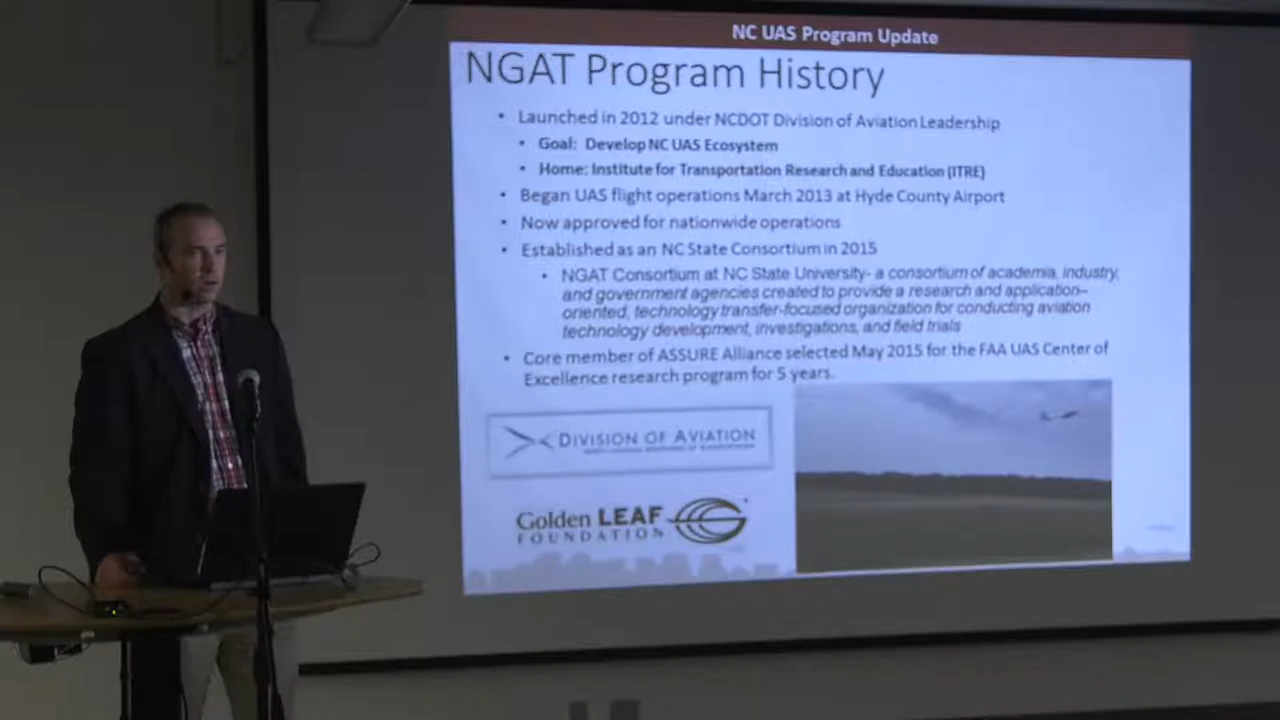 NC UAS Program Update
NGAT Program History
• Launched in 2012 under NCDOT Division of Aviation Leadership
• Goal: Develop NC UAS Ecosystem
• Home: Institute for Transportation Research and Education (ITRE)
• Began UAS flight operations March 2013 at Hyde County Airport
• Now approved for nationwide operations
• Established as an NC State Consortium in 2015
• NGAT Consortium at NC State University- a consortium of academia, industry,
and government agencies created to provide a research and application–
oriented, technology transfer-focused organization for conducting aviation
technology development, investigations, and field trials
• Core member of ASSURE Alliance selected May 2015 for the FAA UAS Center of
Excellence research program for 5 years.
DIVISION OF AVIATION
Golden LEAF
FOUNDATION